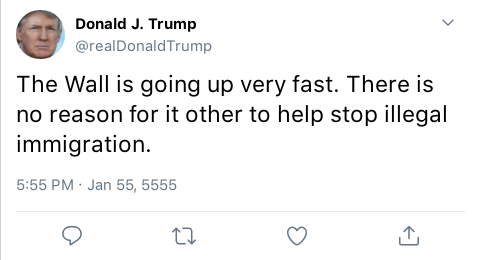 Donald J. Trump
@realDonaldTrump
The Wall is going up very fast. There is
no reason for it other to help stop illegal
immigration.
5:55 PM · Jan 55, 5555